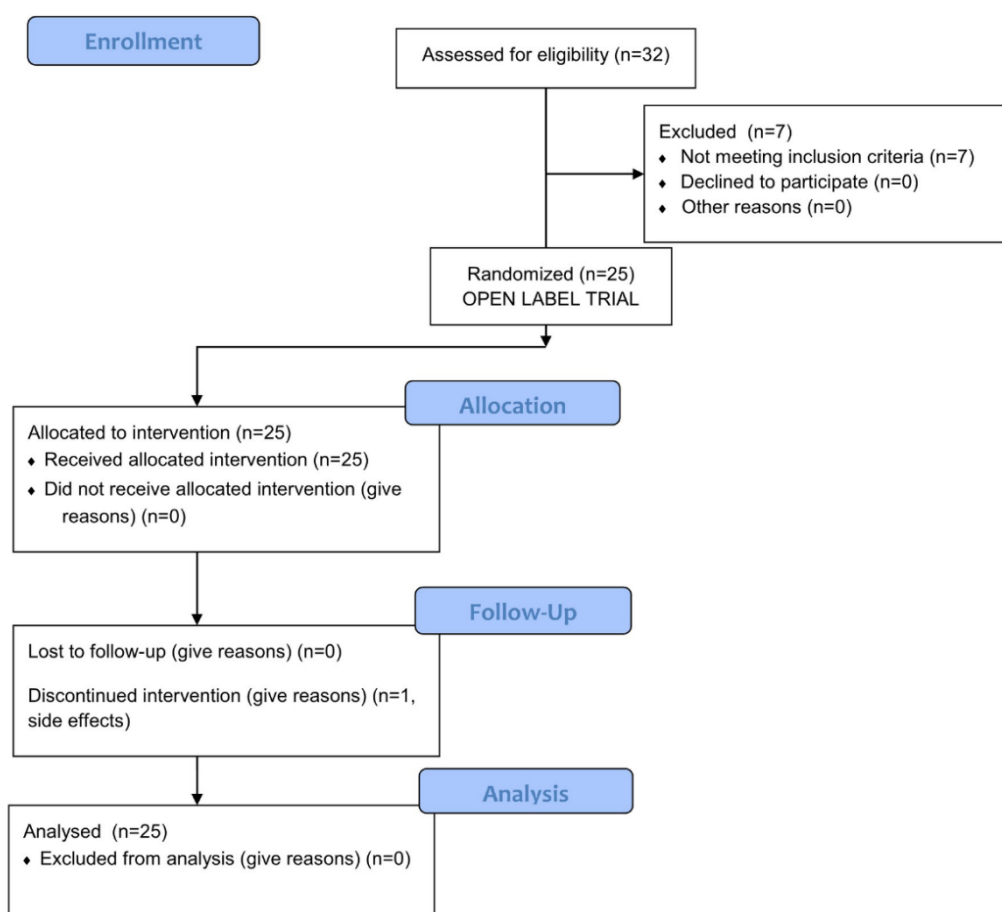 Enrollment
Assessed for eligibility (n=32)
Excluded (n=7)
♦ Not meeting inclusion criteria (n=7)
♦ Declined to participate (n=0)
♦ Other reasons (n=0)
Randomized (n=25)
OPEN LABEL TRIAL
Allocation
Allocated to intervention (n=25)
♦ Received allocated intervention (n=25)
♦ Did not receive allocated intervention (give
reasons) (n=0)
Follow-Up
Lost to follow-up (give reasons) (n=0)
Discontinued intervention (give reasons) (n=1,
side effects)
Analysis
Analysed (n=25)
♦ Excluded from analysis (give reasons) (n=0)